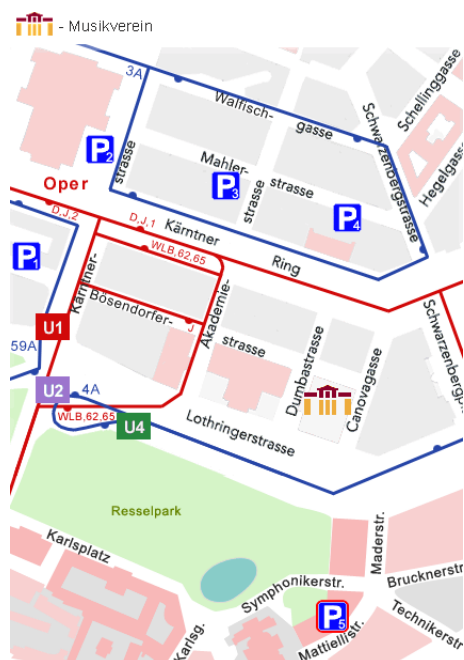 - Musikverein
3A
Walfisch-
gasse
Schellinggasse
Schwarzenbergstrasse
Hegelgasse
P2
strasse
Mahler-
strasse
strasse
P3
P4
Oper
D,J,2
D,J,1
Kärntner
Ring
WLB,62,65
P1
Kärntner-
Bösendorfer-
J
Akademie-
strasse
Dumbastrasse
Canovagasse
U1
59A
U2
4A
WLB,62,65
U4
Lothringerstrasse
Resselpark
Karlsplatz
Symphonikerstr.
Maderstr.
Brucknerstr.
Technikerstr.
P5
Mattiellistr.
Karlsg.